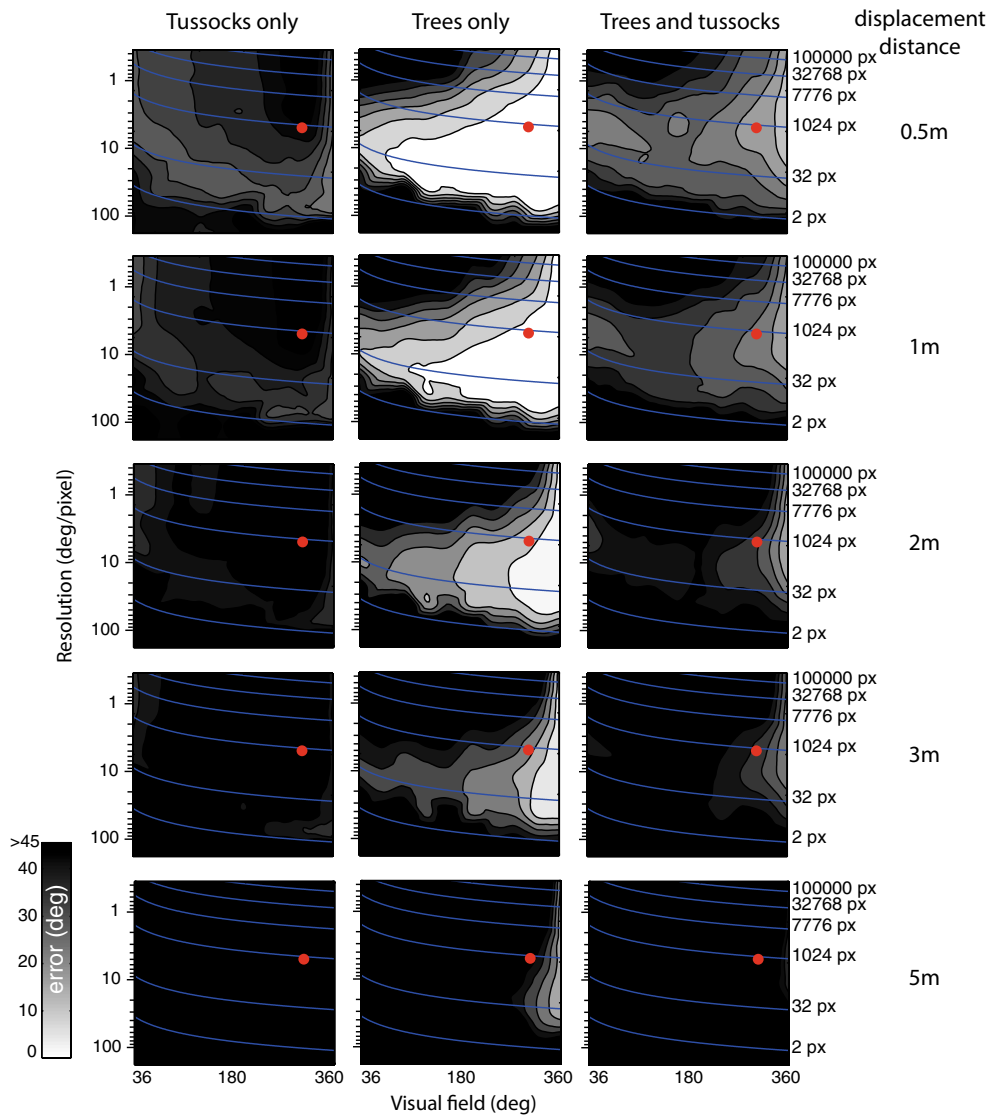 Tussocks only
Trees only
Trees and tussocks
displacement
distance
1
10
100
100000 px
32768 px
7776 px
1024 px
32 px
2 px
0.5m
1
10
100
100000 px
32768 px
7776 px
1024 px
32 px
2 px
1m
Resolution (deg/pixel)
1
10
100
100000 px
32768 px
7776 px
1024 px
32 px
2 px
2m
1
10
100
100000 px
32768 px
7776 px
1024 px
32 px
2 px
3m
>45
40
30
20
10
0
error (deg)
1
10
100
100000 px
32768 px
7776 px
1024 px
32 px
2 px
5m
36
180
360
36
180
360
36
180
360
Visual field (deg)